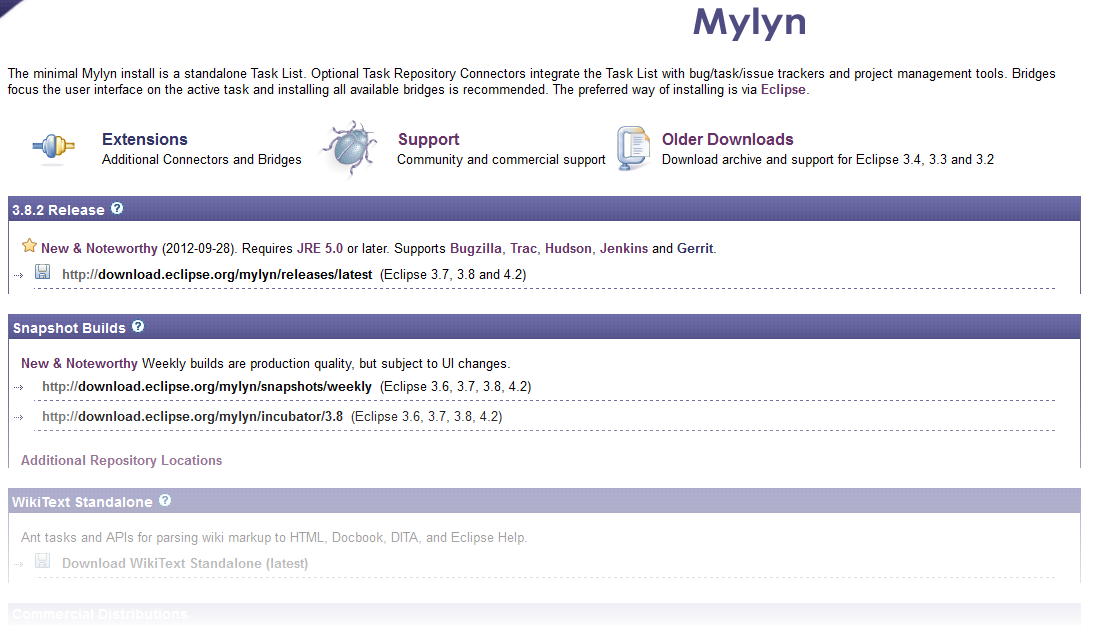 Mylyn
The minimal Mylyn install is a standalone Task List. Optional Task Repository Connectors integrate the Task List with bug/task/issue trackers and project management tools. Bridges
focus the user interface on the active task and installing all available bridges is recommended. The preferred way of installing is via Eclipse.
Extensions
Additional Connectors and Bridges
Support
Community and commercial support
Older Downloads
Download archive and support for Eclipse 3.4, 3.3 and 3.2
3.8.2 Release ?
New & Noteworthy (2012-09-28). Requires JRE 5.0 or later. Supports Bugzilla, Trac, Hudson, Jenkins and Gerrit.
http://download.eclipse.org/mylyn/releases/latest (Eclipse 3.7, 3.8 and 4.2)
Snapshot Builds ?
New & Noteworthy Weekly builds are production quality, but subject to UI changes.
http://download.eclipse.org/mylyn/snapshots/weekly (Eclipse 3.6, 3.7, 3.8, 4.2)
http://download.eclipse.org/mylyn/incubator/3.8 (Eclipse 3.6, 3.7, 3.8, 4.2)
Additional Repository Locations
WikiText Standalone ?
Ant tasks and APIs for parsing wiki markup to HTML, Docbook, DITA, and Eclipse Help.
Download WikiText Standalone (latest)
Commercial Distributions